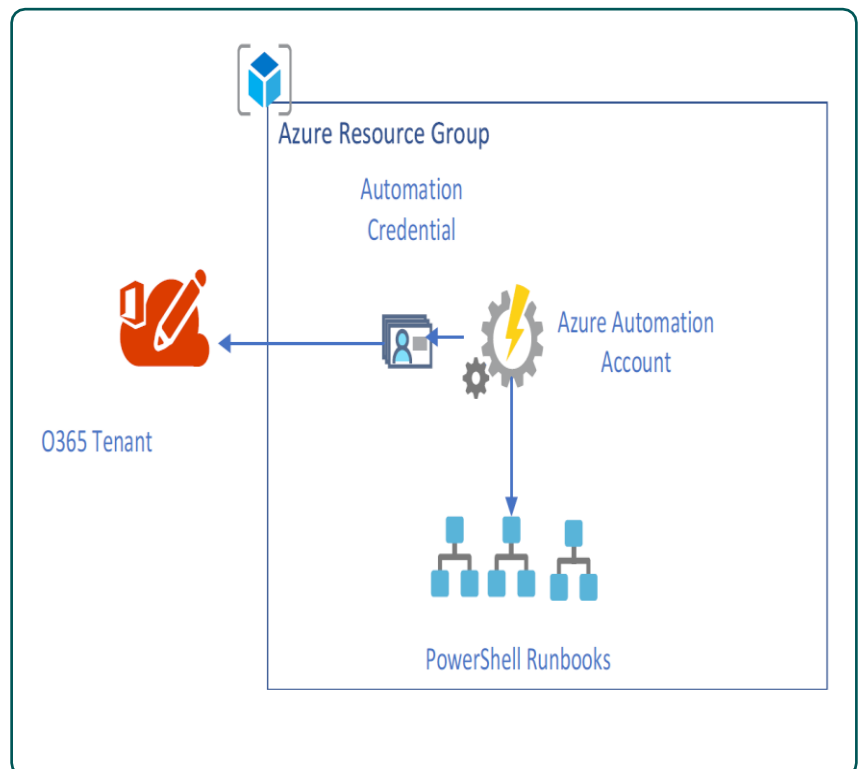 Azure Resource Group
Automation
Credential
Azure Automation
Account
O365 Tenant
PowerShell Runbooks